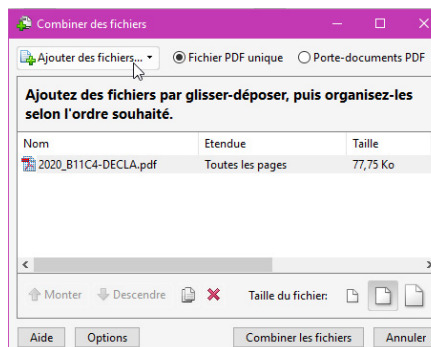 Combiner des fichiers
Ajouter des fichiers... Fichier PDF unique Porte-documents PDF
Ajoutez des fichiers par glisser-déposer, puis organisez-les
selon l'ordre souhaité.
Nom Etendue Taille
2020_B11C4-DECLA.pdf Toutes les pages 77,75 Ko
Monter Descendre Taille du fichier:
Aide Options Combiner les fichiers Annuler